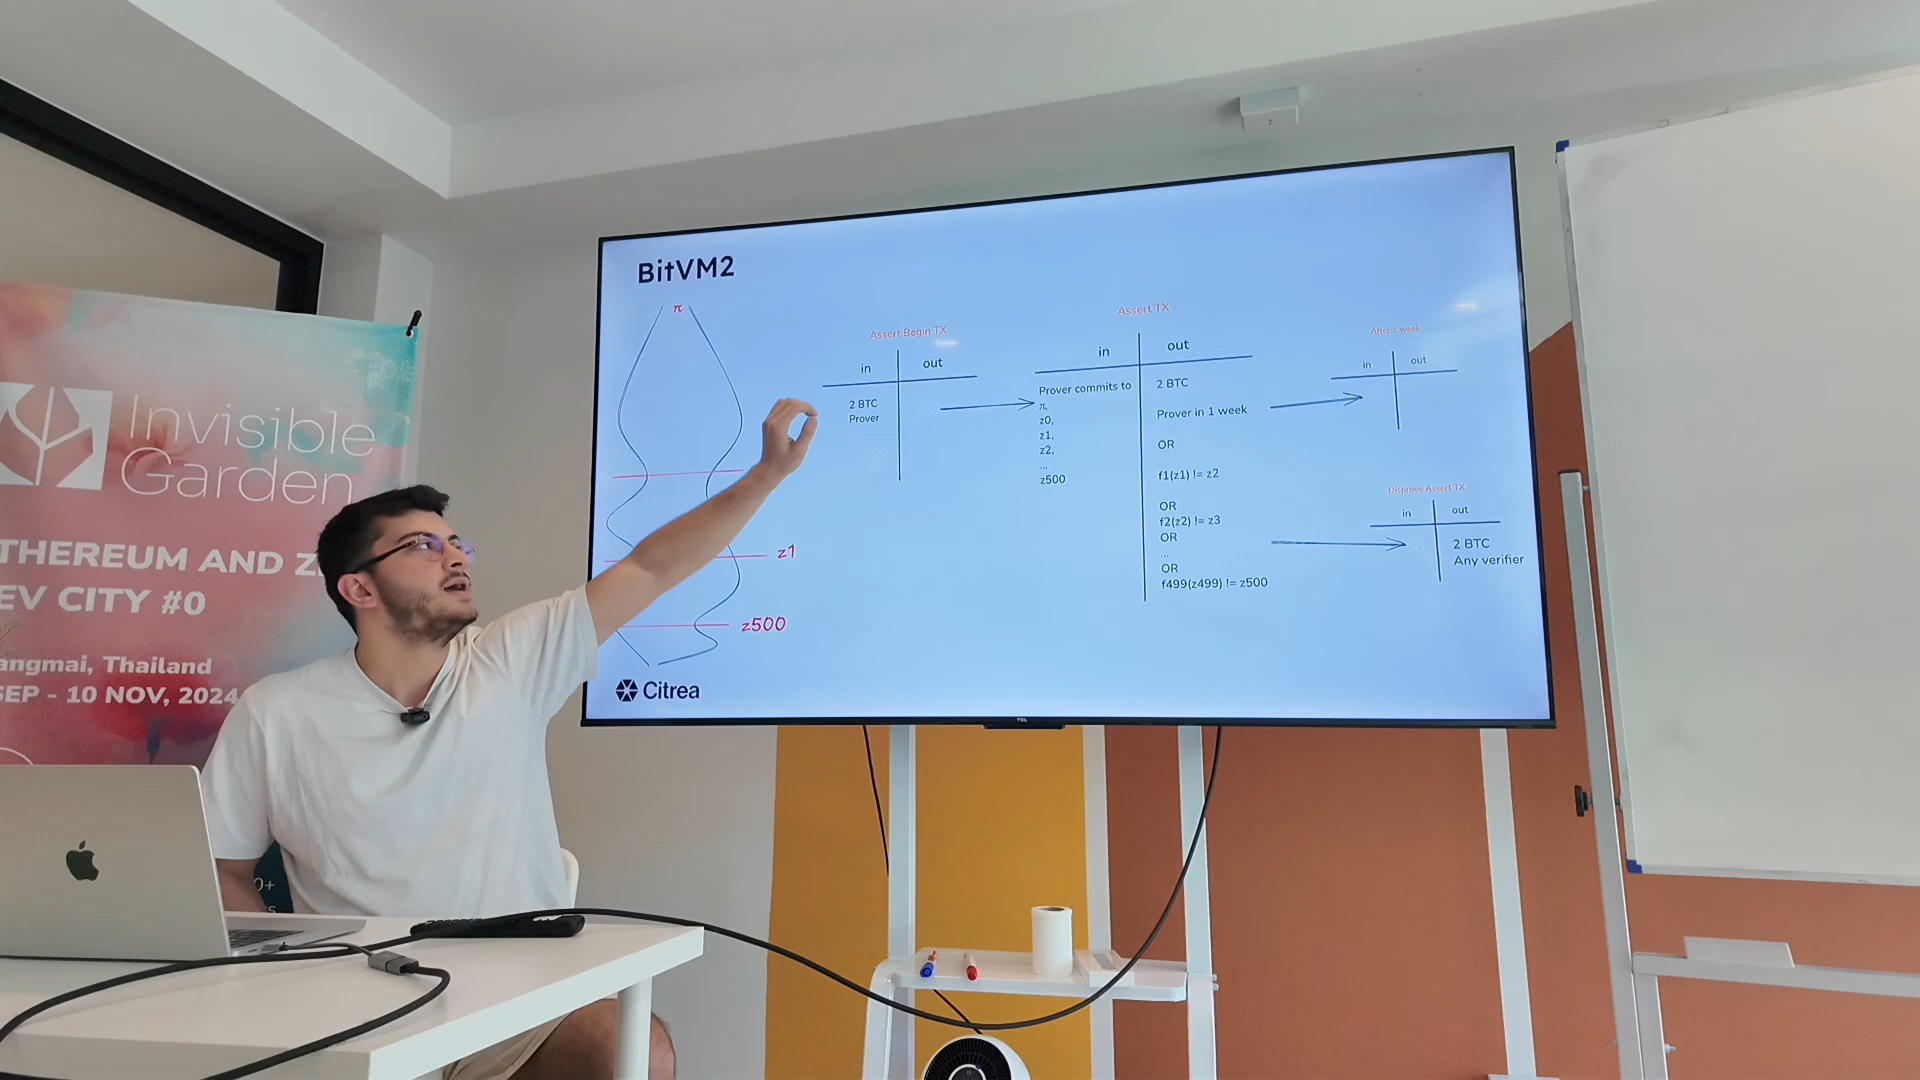 Invisible
Garden
THEREUM AND Z
EV CITY #0
angmai, Thailand
SEP - 10 NOV, 2024
0+
BitVM2
π
z1
z500
Citrea
Assert Begin TX
in
out
2 BTC
Prover
Assert TX
in
out
Prover commits to
π,
z0,
z1,
z2,
...
z500
2 BTC
Prover in 1 week
OR
f1(z1) != z2
OR
f2(z2) != z3
OR
...
OR
f499(z499) != z500
After 1 week
in
out
Disprove Assert TX
in
out
2 BTC
Any verifier
TCL